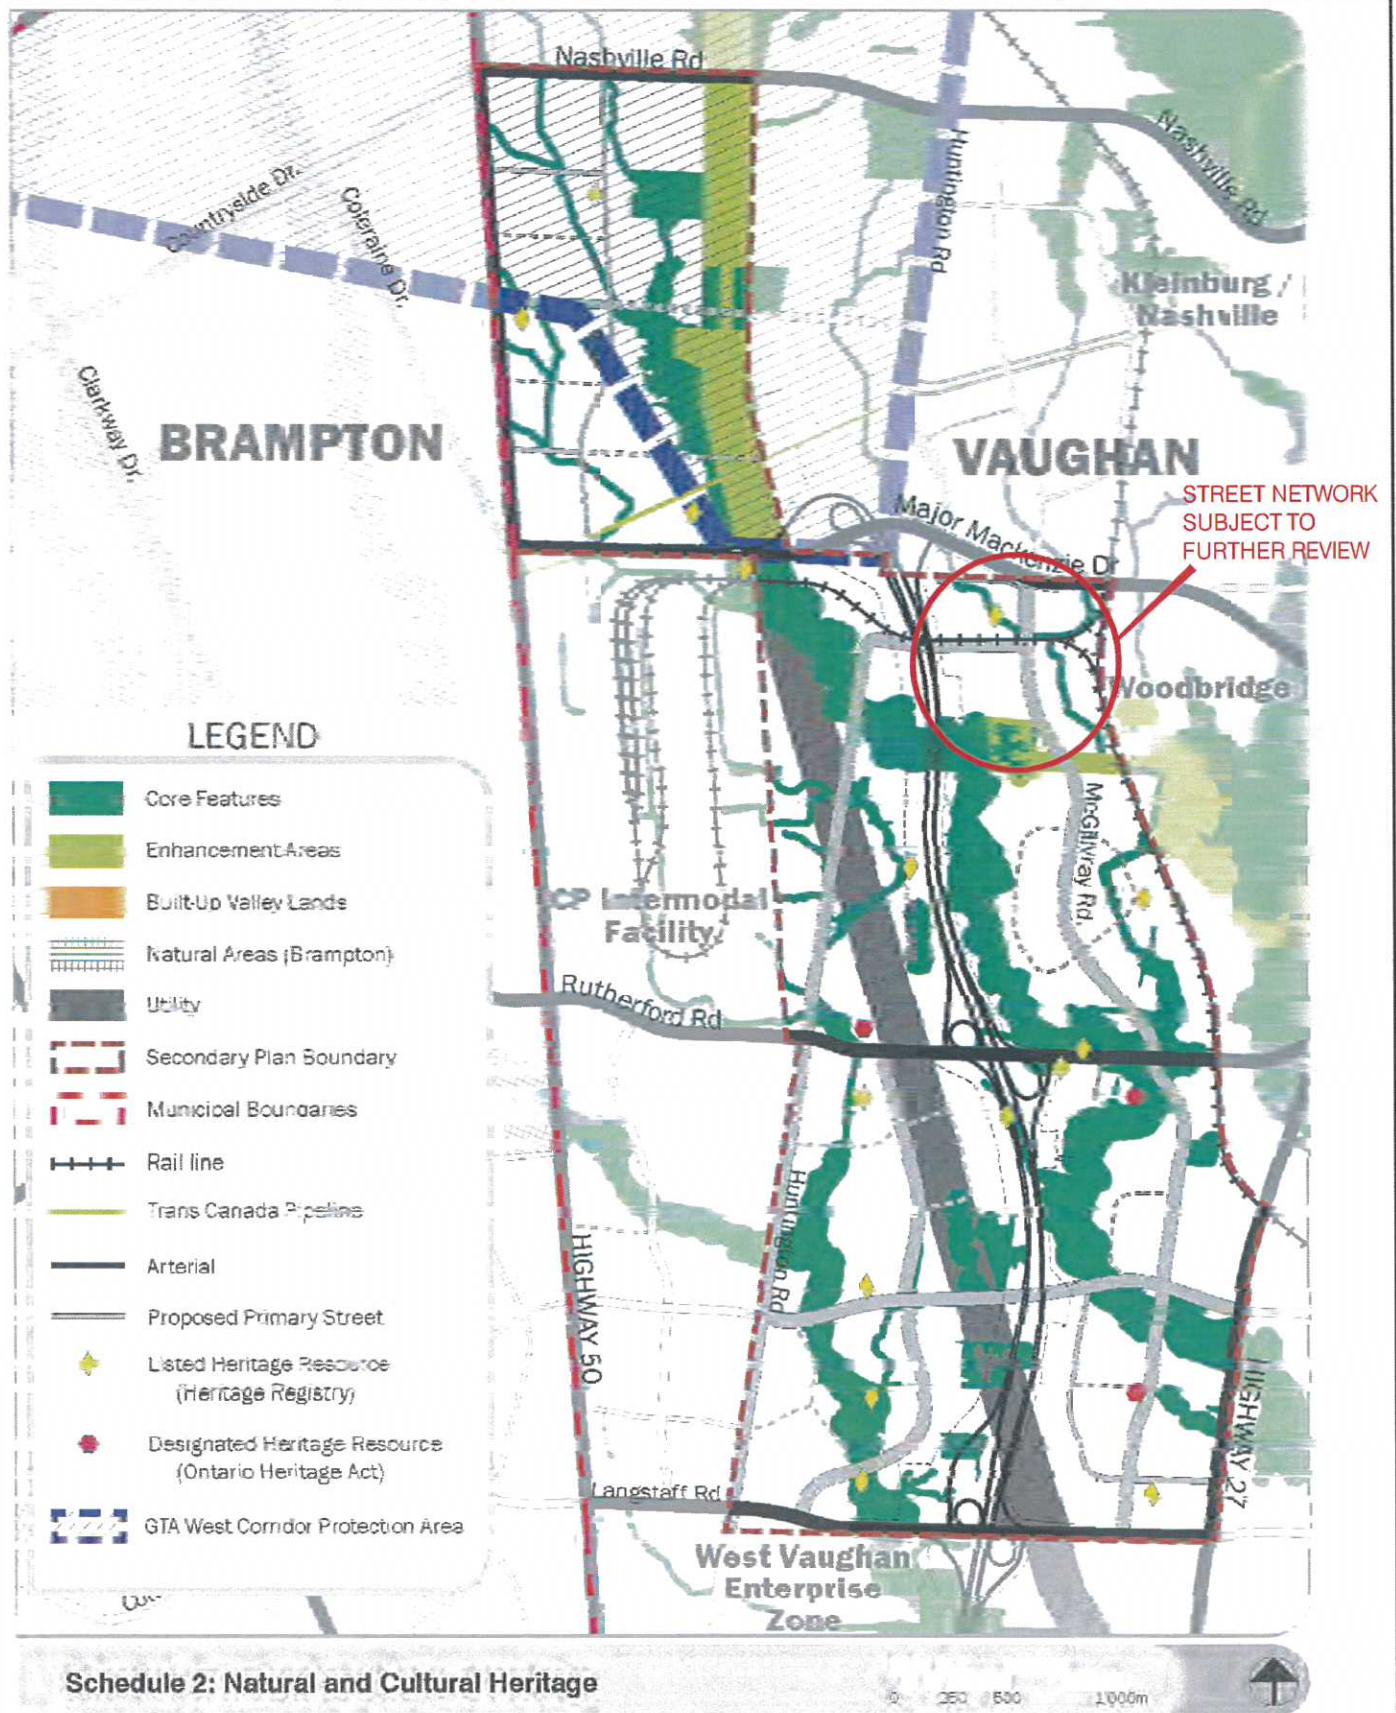 Nashville Rd
Nashville Rd
Huntington Rd
Countryside Dr.
Coleraine Dr.
Kleinburg /
Nashville
Clarkway Dr.
BRAMPTON
VAUGHAN
STREET NETWORK
SUBJECT TO
FURTHER REVIEW
Major Mackenzie Dr
Woodbridge
McGillvray Rd.
CP Intermodal
Facility
Rutherford Rd
Huntington Rd
HIGHWAY 50
HIGHWAY 27
Langstaff Rd
West Vaughan
Enterprise
Zone
LEGEND
Core Features
Enhancement Areas
Built-Up Valley Lands
Natural Areas (Brampton)
Utility
Secondary Plan Boundary
Municipal Boundaries
Rail line
Trans Canada Pipeline
Arterial
Proposed Primary Street
Listed Heritage Resource
(Heritage Registry)
Designated Heritage Resource
(Ontario Heritage Act)
GTA West Corridor Protection Area
Schedule 2: Natural and Cultural Heritage
0 250 500 1000m